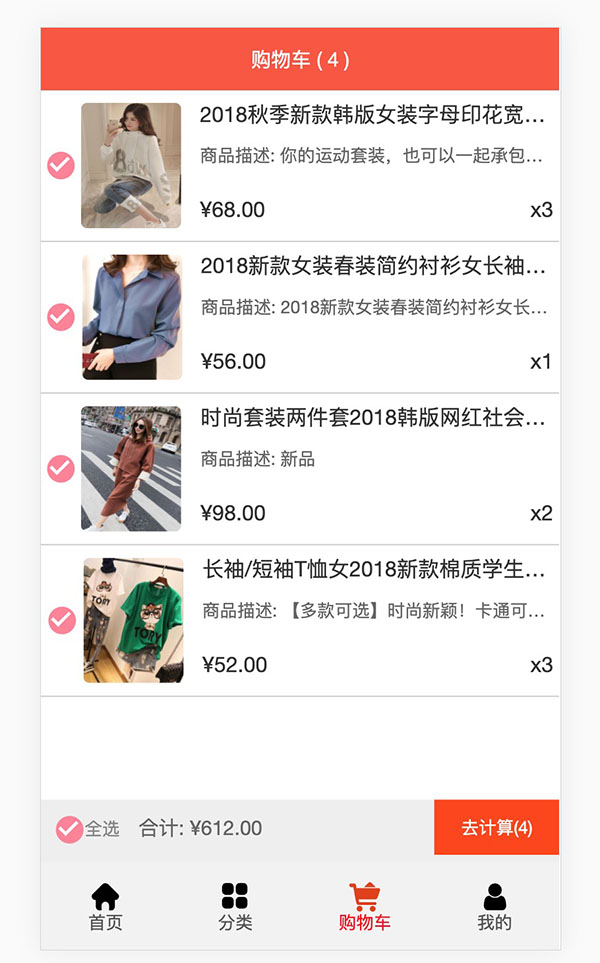 购物车 ( 4 )
2018秋季新款韩版女装字母印花宽…
商品描述: 你的运动套装，也可以一起承包…
¥68.00 x3
2018新款女装春装简约衬衫女长袖…
商品描述: 2018新款女装春装简约衬衫女长…
¥56.00 x1
时尚套装两件套2018韩版网红社会…
商品描述: 新品
¥98.00 x2
长袖/短袖T恤女2018新款棉质学生…
商品描述: 【多款可选】时尚新颖！卡通可…
TORY
TORY
¥52.00 x3
全选 合计: ¥612.00 去计算(4)
首页 分类 购物车 我的